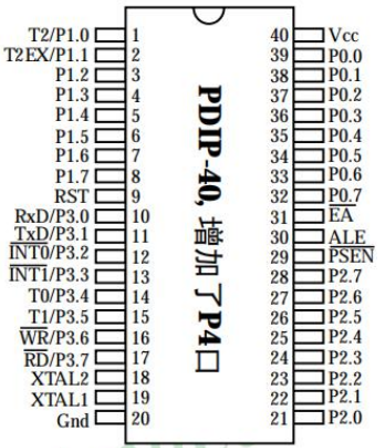 T2/P1.0 1 40 Vcc
T2EX/P1.1 2 39 P0.0
P1.2 3 38 P0.1
P1.3 4 37 P0.2
P1.4 5 36 P0.3
P1.5 6 35 P0.4
P1.6 7 34 P0.5
P1.7 8 33 P0.6
RST 9 32 P0.7
RxD/P3.0 10 31 EA
TxD/P3.1 11 30 ALE
INT0/P3.2 12 29 PSEN
INT1/P3.3 13 28 P2.7
T0/P3.4 14 27 P2.6
T1/P3.5 15 26 P2.5
WR/P3.6 16 25 P2.4
RD/P3.7 17 24 P2.3
XTAL2 18 23 P2.2
XTAL1 19 22 P2.1
Gnd 20 21 P2.0
PDIP-40, 增加了P4口